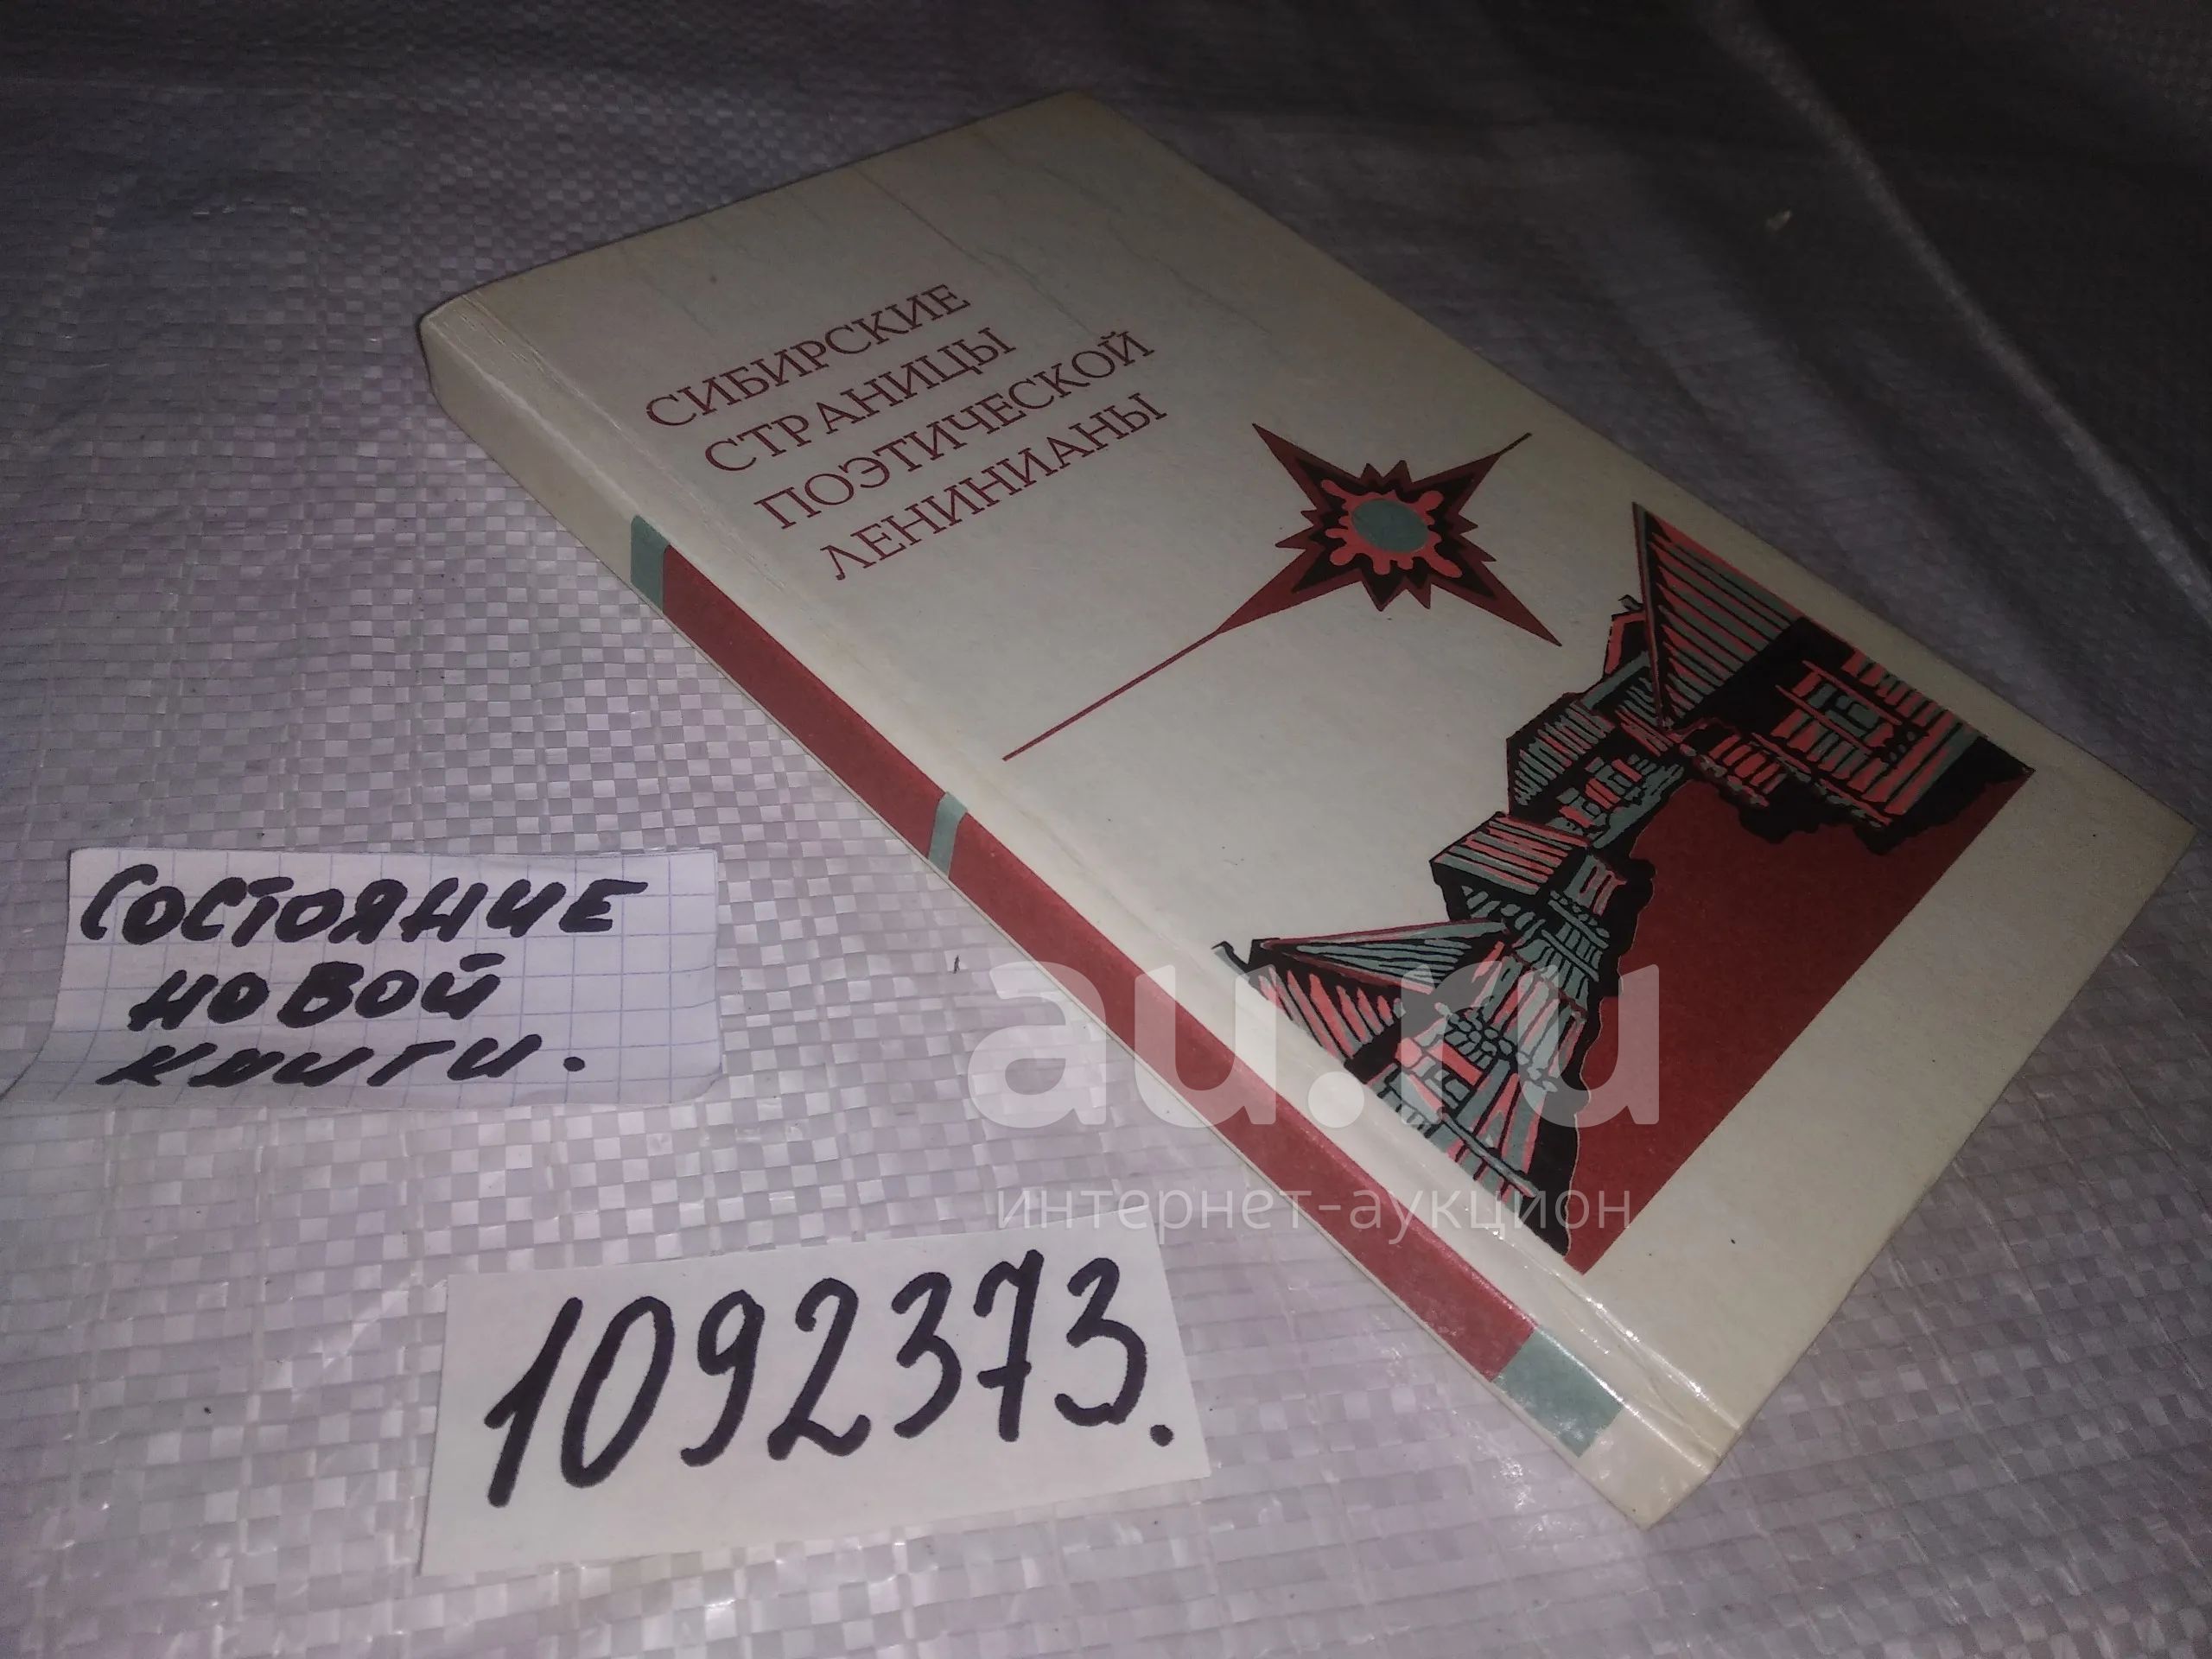 СИБИРСКИЕ
СТРАНИЦЫ
ПОЭТИЧЕСКОЙ
ЛЕНИНИАНЫ
СОСТОЯНИЕ
НОВОЙ
КНИГИ.
au.ru
интернет-аукцион
1092373.